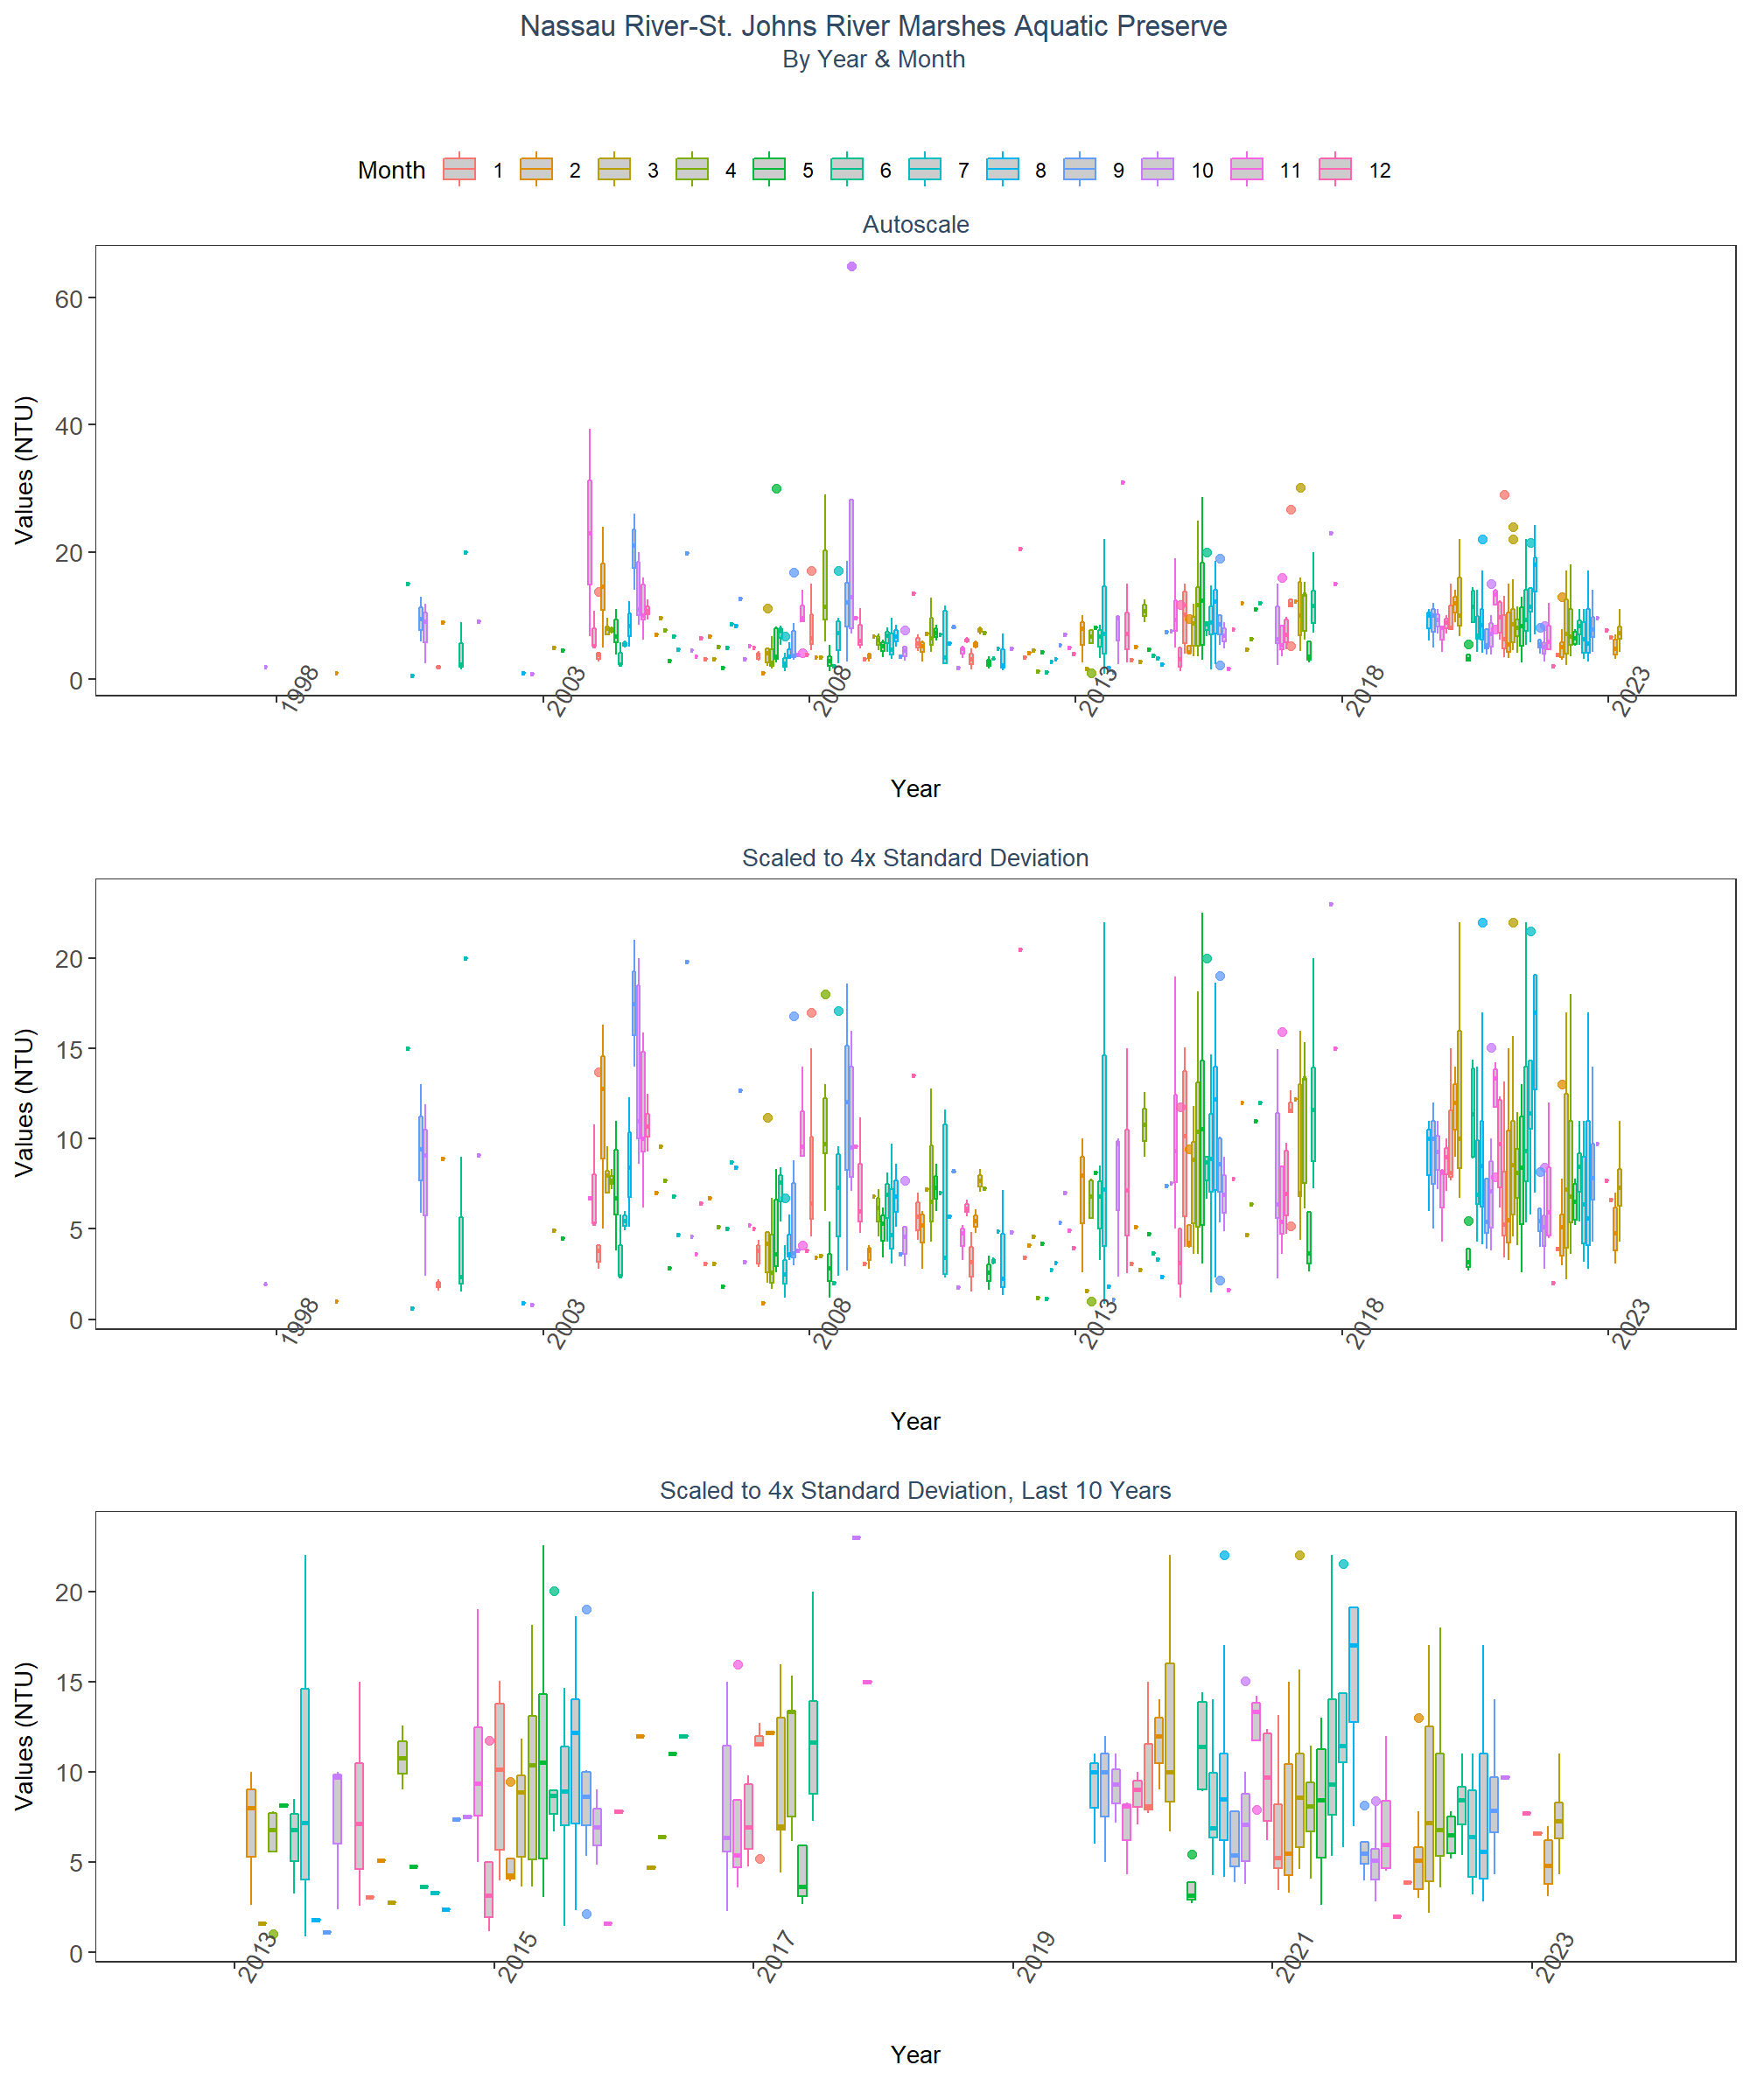 Nassau River-St. Johns River Marshes Aquatic Preserve
By Year & Month
Month 1 2 3 4 5 6 7 8 9 10 11 12
Autoscale
Values (NTU)
60
40
20
0
1998 2003 2008 2013 2018 2023
Year
Scaled to 4x Standard Deviation
Values (NTU)
20
15
10
5
0
1998 2003 2008 2013 2018 2023
Year
Scaled to 4x Standard Deviation, Last 10 Years
Values (NTU)
20
15
10
5
0
2013 2015 2017 2019 2021 2023
Year